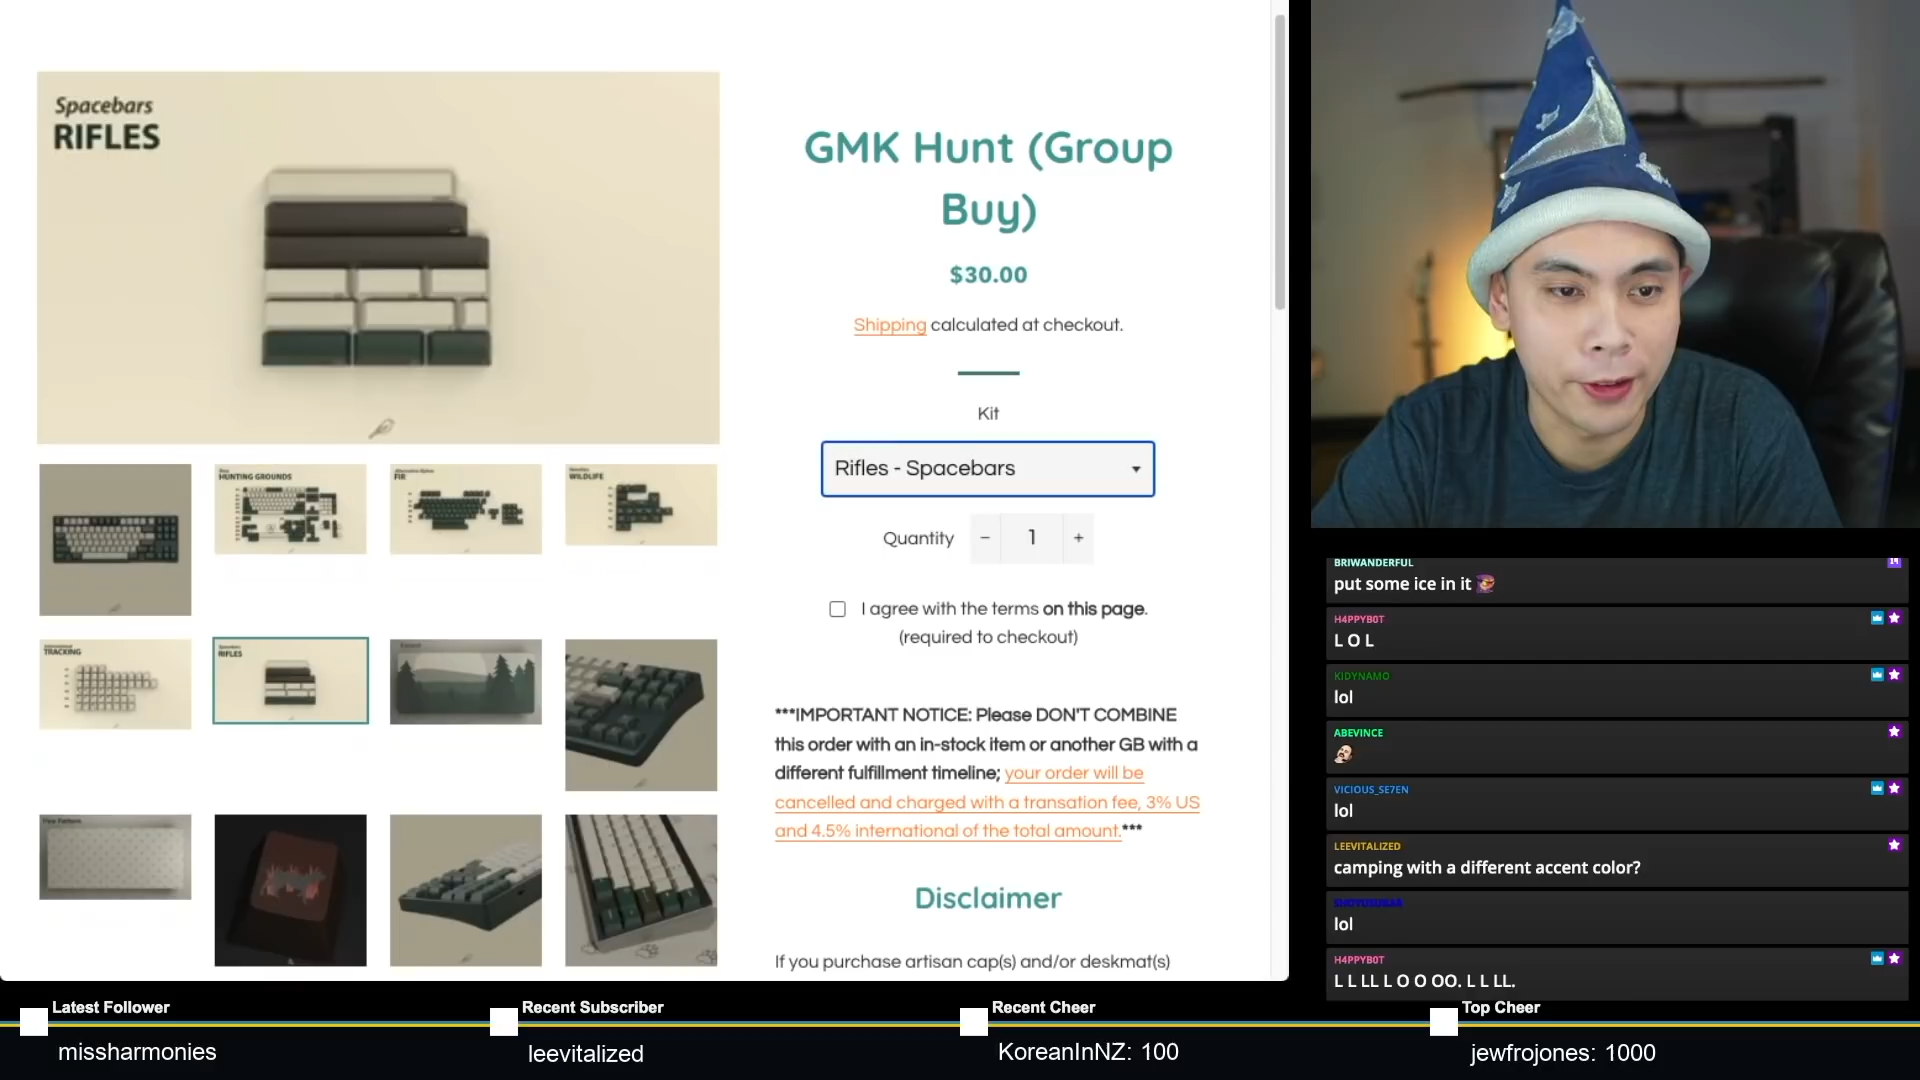 Spacebars
RIFLES
GMK Hunt (Group
Buy)
$30.00
Shipping calculated at checkout.
Kit
Rifles - Spacebars
Quantity − 1 +
I agree with the terms on this page.
(required to checkout)
***IMPORTANT NOTICE: Please DON'T COMBINE
this order with an in-stock item or another GB with a
different fulfillment timeline; your order will be
cancelled and charged with a transation fee, 3% US
and 4.5% international of the total amount.***
Disclaimer
If you purchase artisan cap(s) and/or deskmat(s)
HUNTING GROUNDS
FIR
WILDLIFE
TRACKING
RIFLES
BRIWANDERFUL
put some ice in it
H4PPYB0T
L O L
KIDYNAMO
lol
ABEVINCE
VICIOUS_SE7EN
lol
LEEVITALIZED
camping with a different accent color?
lol
H4PPYB0T
L L LL L O O OO. L L LL.
Latest Follower
missharmonies
Recent Subscriber
leevitalized
Recent Cheer
KoreanInNZ: 100
Top Cheer
jewfrojones: 1000